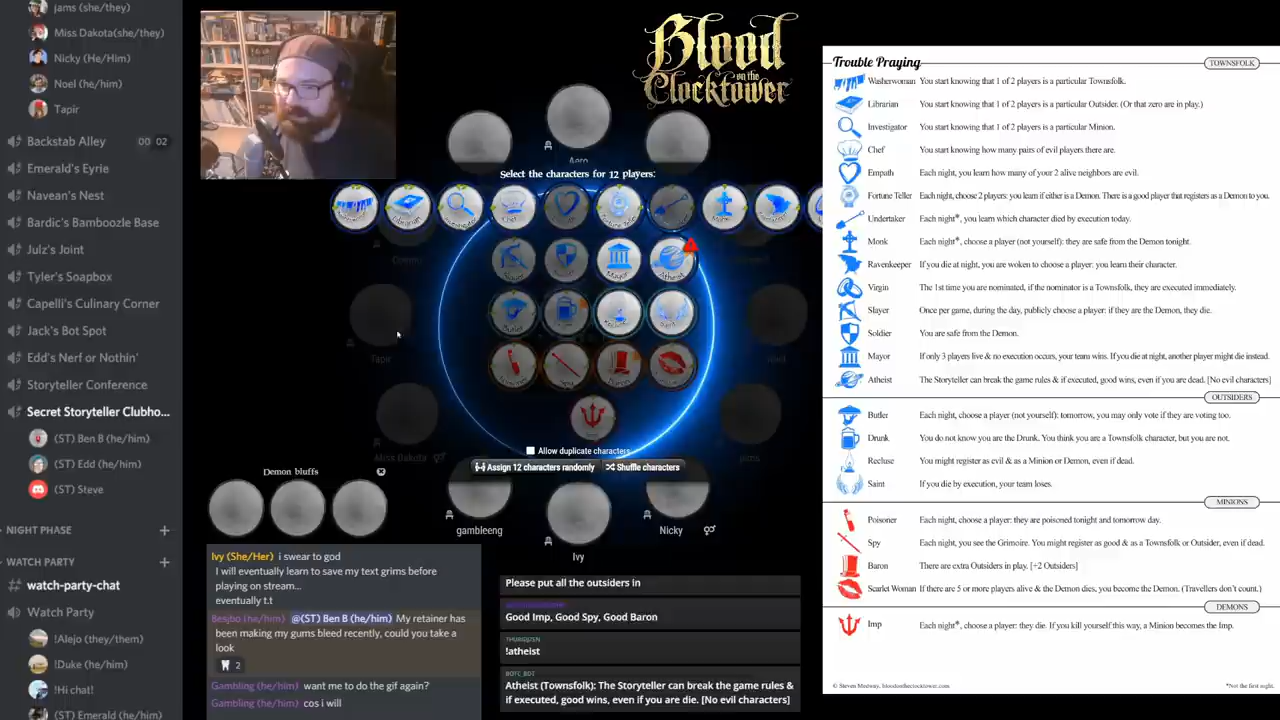 jams (she/they)
Miss Dakota(she/they)
Nicky (He/Him)
Noel (he/him)
Tapir
Backstab Alley 00 02
Emerald's Eyrie
Navean's Nest
Bardic's Bamboozle Base
Julz's Joint
Tyler's Soapbox
Capelli's Culinary Corner
Jack's Bot Spot
Edd's Nerf or Nothin'
Storyteller Conference
Secret Storyteller Clubho...
(ST) Ben B (he/him)
(ST) Edd (he/him)
(ST) Steve
NIGHT PHASE
WATCH PARTY
# watch-party-chat
Watch Party
!Alejo (they/them)
!Duke (he/him)
!Hi chat!
(ST) Emerald (he/him)
Blood
on the
Clocktower
Aero
Select the characters for 12 players:
Tapir
Miss Dakota
gambleeng
Ivy
Nicky
Allow duplicate characters
Assign 12 characters randomly
Shuffle characters
Demon bluffs
Ivy (She/Her) i swear to god
I will eventually learn to save my text grims before
playing on stream...
eventually t.t
Besjbo (he/him) @(ST) Ben B (he/him) My retainer has
been making my gums bleed recently, could you take a
look
2
Gambling (he/him) want me to do the gif again?
Gambling (he/him) cos i will
Please put all the outsiders in
Good Imp, Good Spy, Good Baron
!atheist
BOTC_BOT
Atheist (Townsfolk): The Storyteller can break the game rules &
if executed, good wins, even if you are dead. [No evil characters]
Trouble Praying
TOWNSFOLK
Washerwoman You start knowing that 1 of 2 players is a particular Townsfolk.
Librarian You start knowing that 1 of 2 players is a particular Outsider. (Or that zero are in play.)
Investigator You start knowing that 1 of 2 players is a particular Minion.
Chef You start knowing how many pairs of evil players there are.
Empath Each night, you learn how many of your 2 alive neighbors are evil.
Fortune Teller Each night, choose 2 players: you learn if either is a Demon. There is a good player that registers as a Demon to you.
Undertaker Each night*, you learn which character died by execution today.
Monk Each night*, choose a player (not yourself): they are safe from the Demon tonight.
Ravenkeeper If you die at night, you are woken to choose a player: you learn their character.
Virgin The 1st time you are nominated, if the nominator is a Townsfolk, they are executed immediately.
Slayer Once per game, during the day, publicly choose a player: if they are the Demon, they die.
Soldier You are safe from the Demon.
Mayor If only 3 players live & no execution occurs, your team wins. If you die at night, another player might die instead.
Atheist The Storyteller can break the game rules & if executed, good wins, even if you are dead. [No evil characters]
OUTSIDERS
Butler Each night, choose a player (not yourself): tomorrow, you may only vote if they are voting too.
Drunk You do not know you are the Drunk. You think you are a Townsfolk character, but you are not.
Recluse You might register as evil & as a Minion or Demon, even if dead.
Saint If you die by execution, your team loses.
MINIONS
Poisoner Each night, choose a player: they are poisoned tonight and tomorrow day.
Spy Each night, you see the Grimoire. You might register as good & as a Townsfolk or Outsider, even if dead.
Baron There are extra Outsiders in play. [+2 Outsiders]
Scarlet Woman If there are 5 or more players alive & the Demon dies, you become the Demon. (Travellers don't count.)
DEMONS
Imp Each night*, choose a player: they die. If you kill yourself this way, a Minion becomes the Imp.
© Steven Medway, bloodontheclocktower.com
*Not the first night.